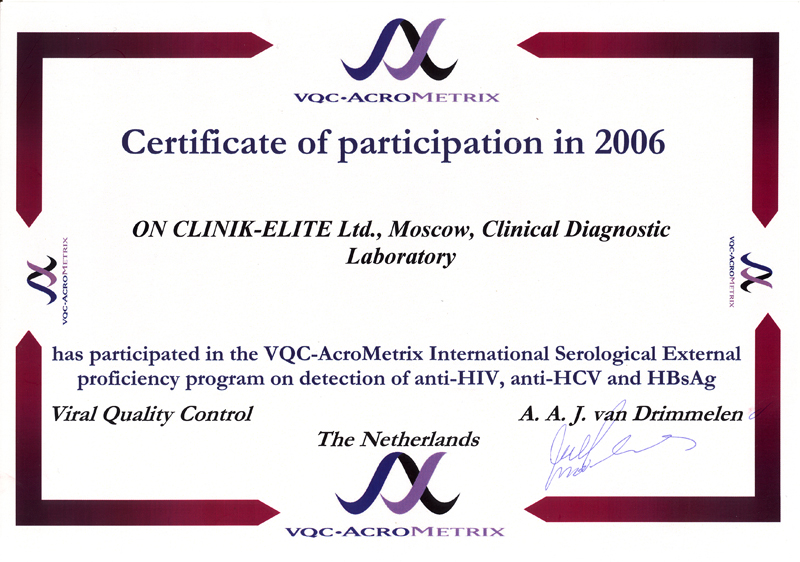 VQC·ACROMETRIX
Certificate of participation in 2006
ON CLINIK-ELITE Ltd., Moscow, Clinical Diagnostic
Laboratory
VQC·ACROMETRIX
VQC·ACROMETRIX
has participated in the VQC-AcroMetrix International Serological External
proficiency program on detection of anti-HIV, anti-HCV and HBsAg
Viral Quality Control
A. A. J. van Drimmelen
The Netherlands
VQC·ACROMETRIX